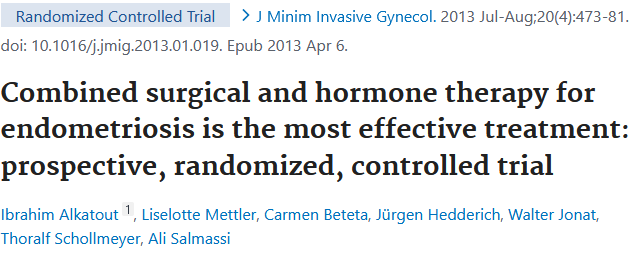 Randomized Controlled Trial > J Minim Invasive Gynecol. 2013 Jul-Aug;20(4):473-81.
doi: 10.1016/j.jmig.2013.01.019. Epub 2013 Apr 6.
Combined surgical and hormone therapy for
endometriosis is the most effective treatment:
prospective, randomized, controlled trial
Ibrahim Alkatout 1, Liselotte Mettler, Carmen Beteta, Jürgen Hedderich, Walter Jonat,
Thoralf Schollmeyer, Ali Salmassi